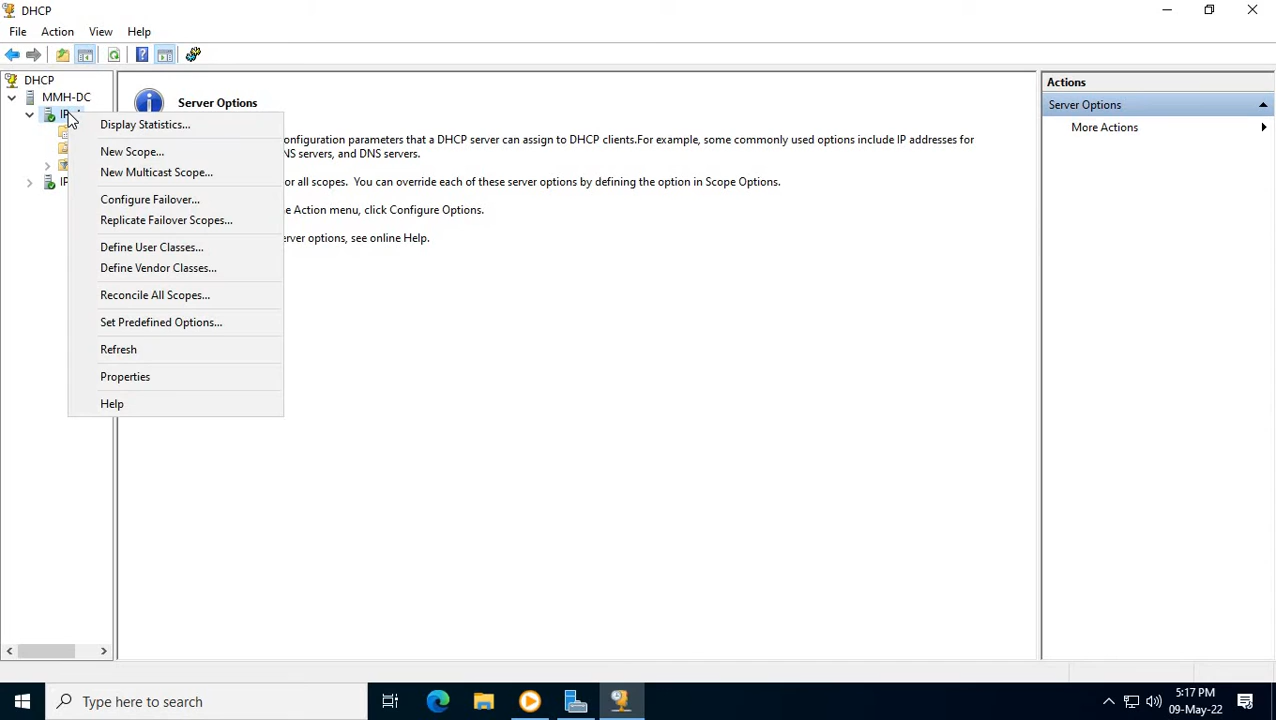 DHCP
File Action View Help
DHCP
MMH-DC
Server Options
onfiguration parameters that a DHCP server can assign to DHCP clients.For example, some commonly used options include IP addresses for
NS servers, and DNS servers.
or all scopes. You can override each of these server options by defining the option in Scope Options.
e Action menu, click Configure Options.
erver options, see online Help.
Display Statistics...
New Scope...
New Multicast Scope...
Configure Failover...
Replicate Failover Scopes...
Define User Classes...
Define Vendor Classes...
Reconcile All Scopes...
Set Predefined Options...
Refresh
Properties
Help
Actions
Server Options
More Actions
Type here to search
5:17 PM
09-May-22